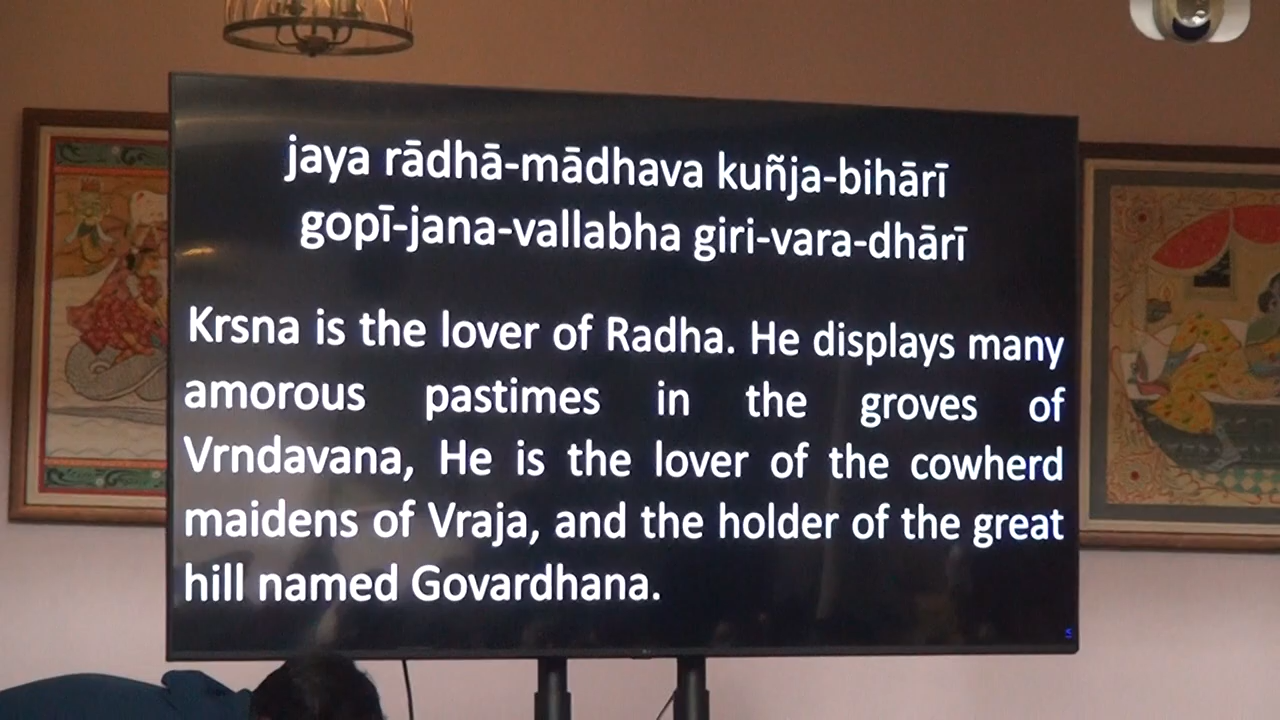 jaya rādhā-mādhava kuñja-bihārī
gopī-jana-vallabha giri-vara-dhārī
Krsna is the lover of Radha. He displays many
amorous pastimes in the groves of
Vrndavana, He is the lover of the cowherd
maidens of Vraja, and the holder of the great
hill named Govardhana.